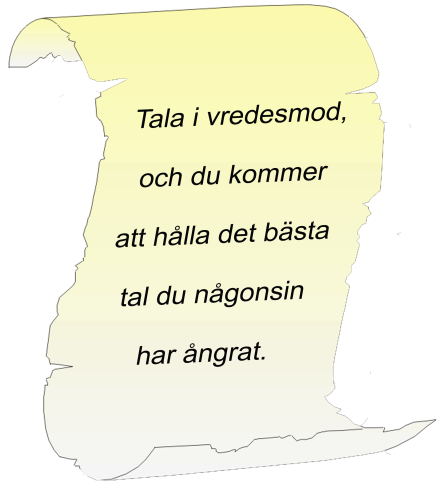 Tala i vredesmod,
och du kommer
att hålla det bästa
tal du någonsin
har ångrat.